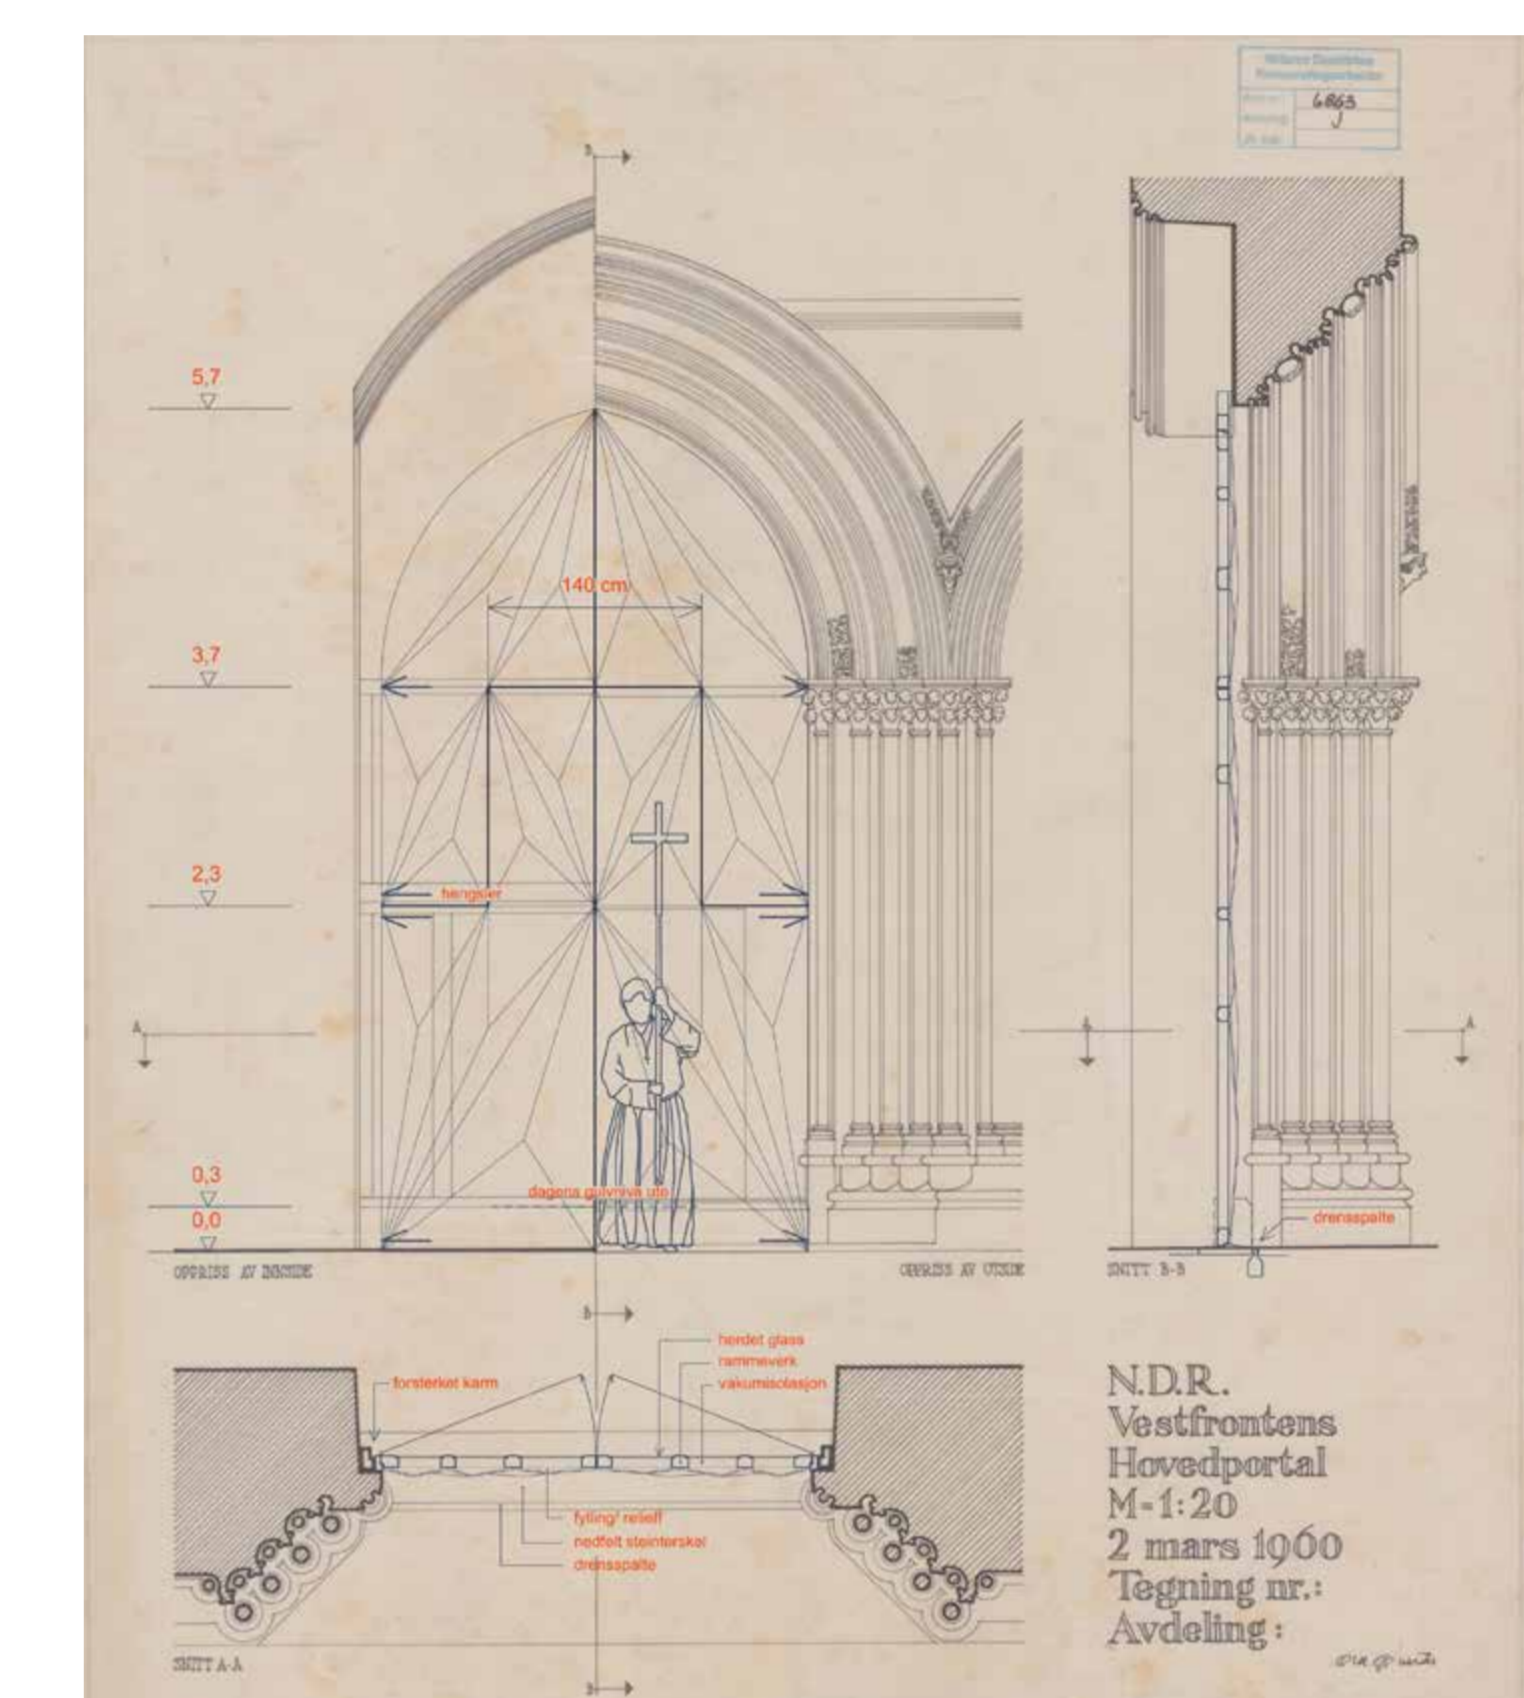 6863
J
B
5,7
140 cm
3,7
2,3
hengsler
A
A
A
0,3
dagens gulvnivå ute
0,0
drensspalte
OPPRISS AV INNSIDE
OPPRISS AV UTSIDE
SNITT B-B
B
herdet glass
rammeverk
forsterket karm
vakumisolasjon
N.D.R.
Vestfrontens
Hovedportal
M=1:20
2 mars 1960
Tegning nr.:
Avdeling:
fylling/ relieff
nedfelt steinterskel
drensspalte
SNITT A-A
B